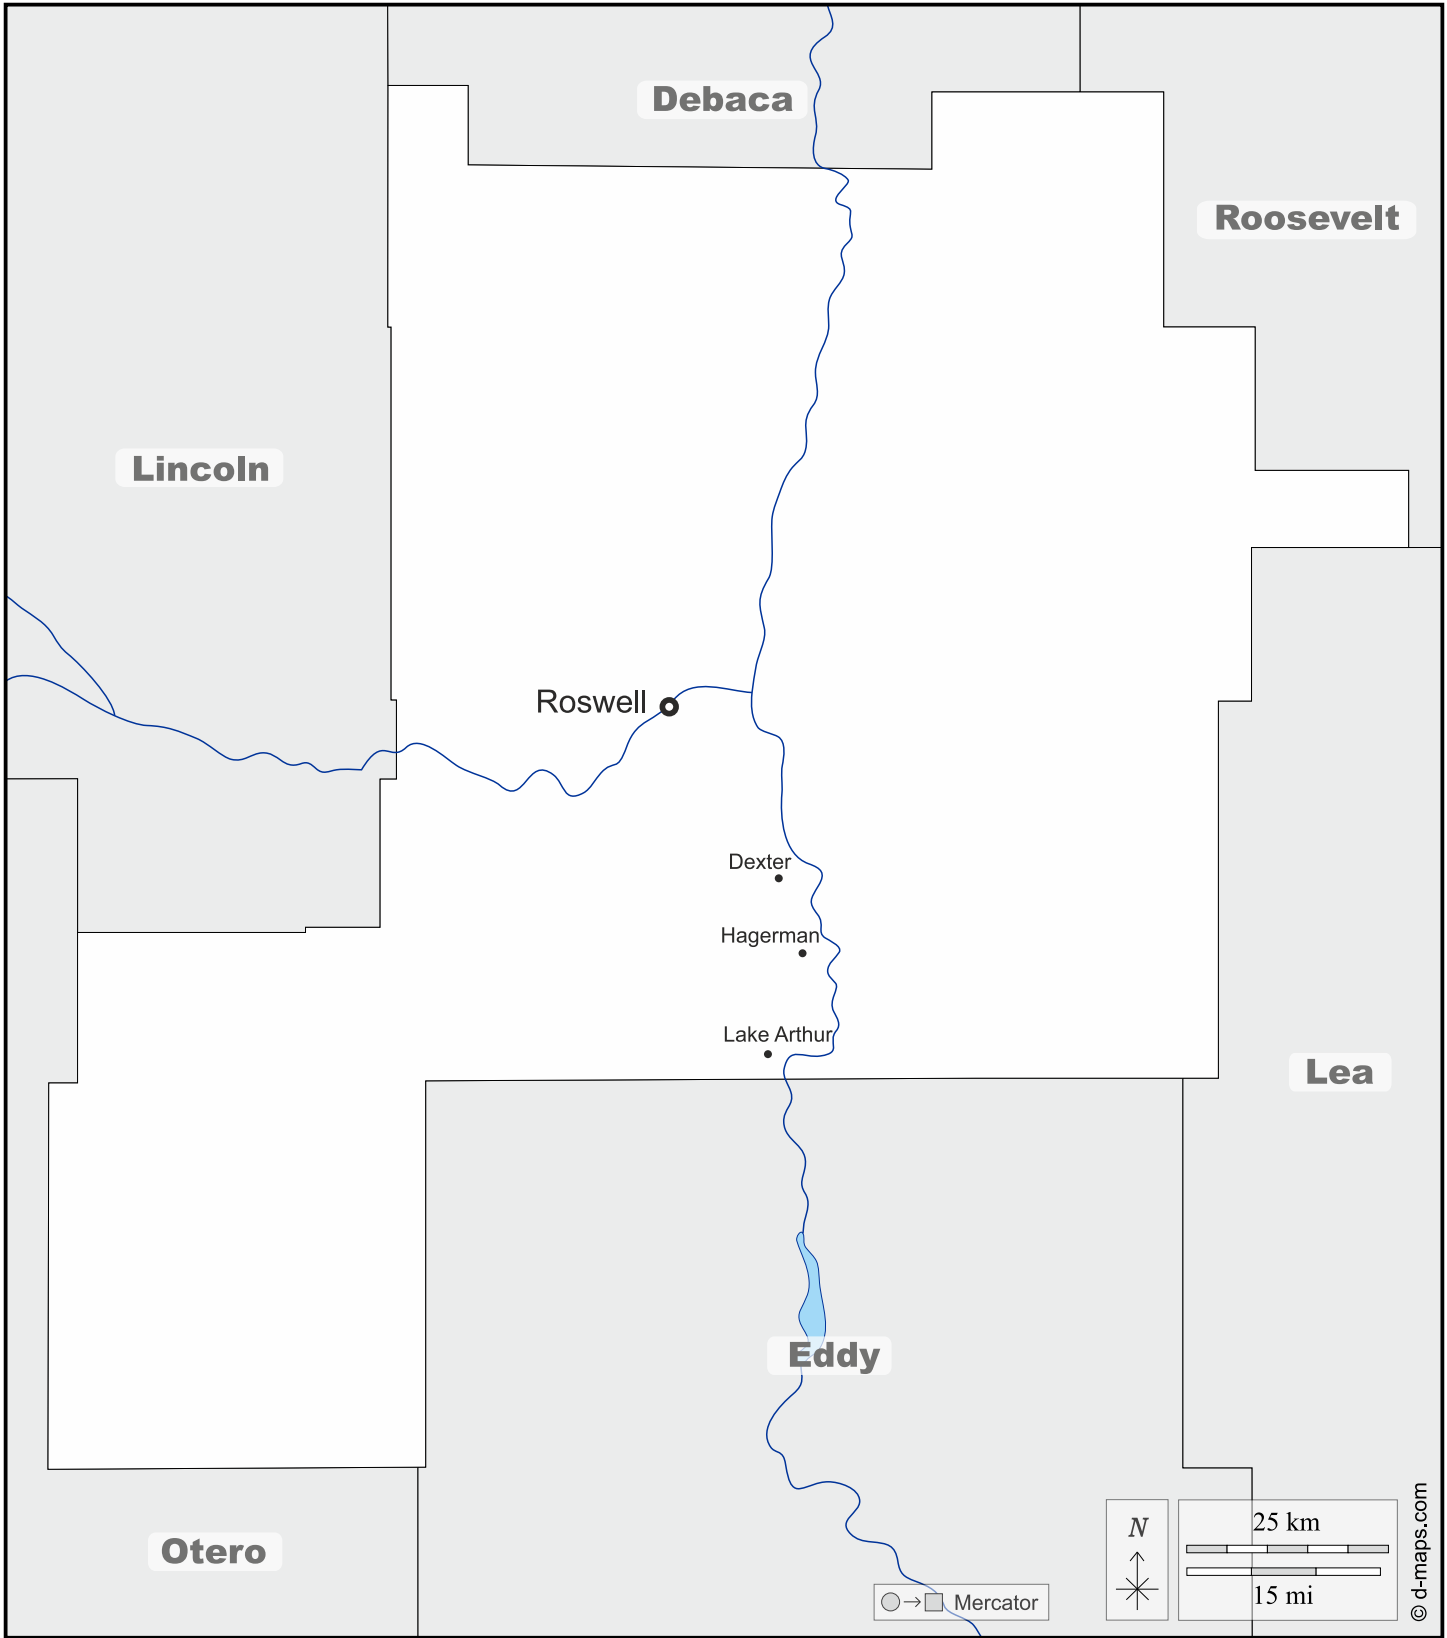 Debaca
Roosevelt
Lincoln
Roswell
Dexter
Hagerman
Lake Arthur
Lea
Eddy
Otero
N
25 km
15 mi
Mercator
© d-maps.com